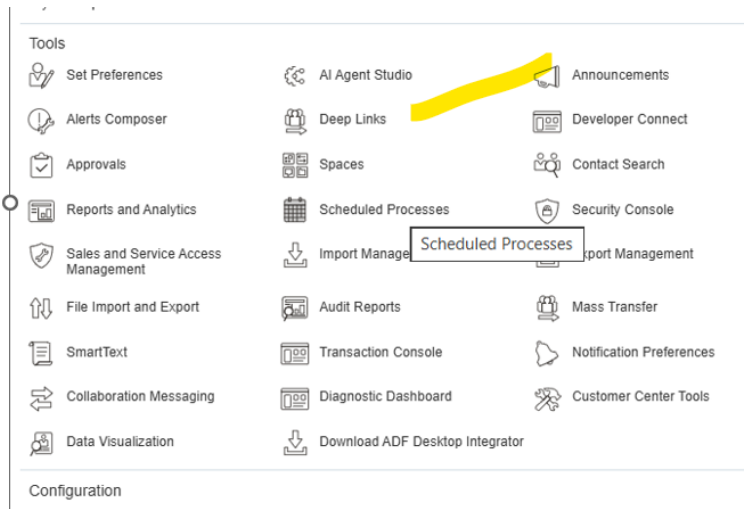 Tools
Set Preferences
AI Agent Studio
Announcements
Alerts Composer
Deep Links
Developer Connect
Approvals
Spaces
Contact Search
Reports and Analytics
Scheduled Processes
Security Console
Sales and Service Access
Management
Import Manage
Scheduled Processes
xport Management
File Import and Export
Audit Reports
Mass Transfer
SmartText
Transaction Console
Notification Preferences
Collaboration Messaging
Diagnostic Dashboard
Customer Center Tools
Data Visualization
Download ADF Desktop Integrator
Configuration